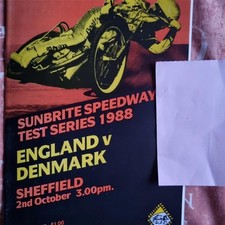 SUNBRITE SPEEDWAY
TEST SERIES 1988
ENGLAND V
DENMARK
SHEFFIELD
2nd October 3.00pm.